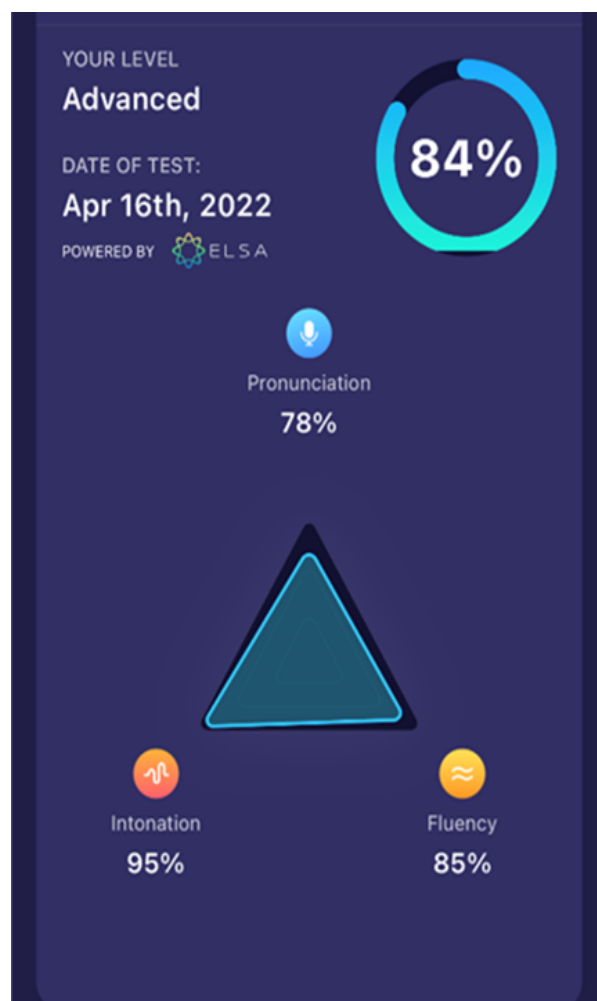 YOUR LEVEL
Advanced
84%
DATE OF TEST:
Apr 16th, 2022
POWERED BY ELSA
Pronunciation
78%
Intonation
95%
Fluency
85%